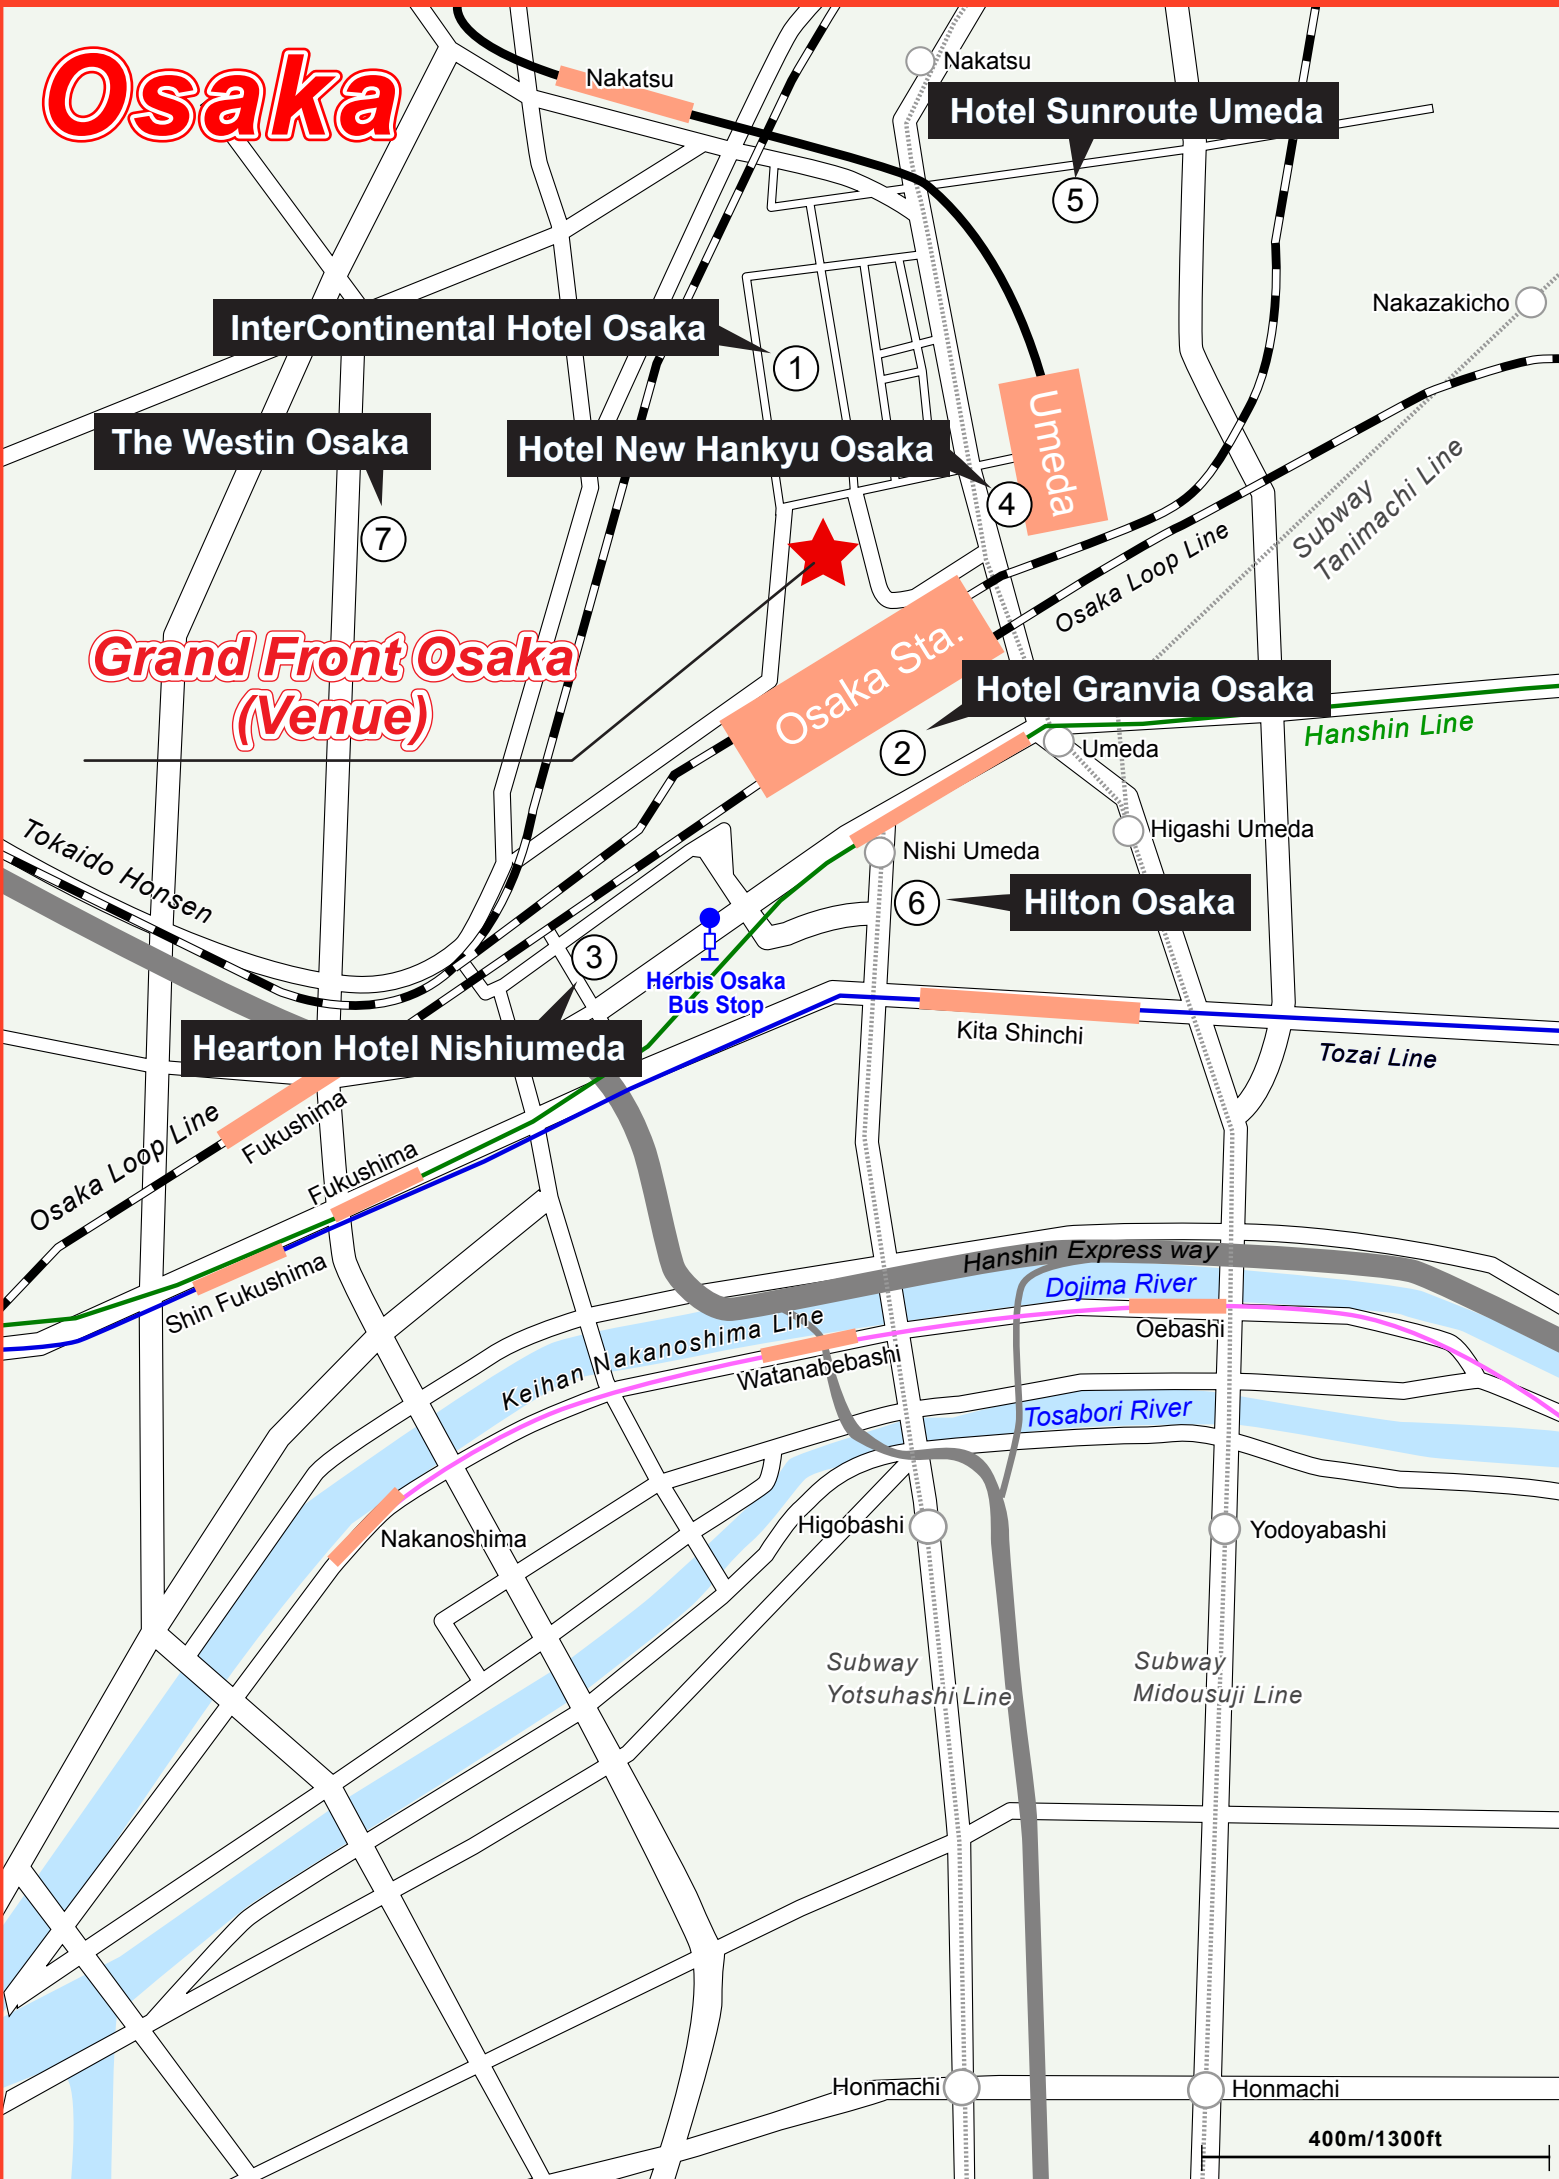 Osaka
Nakatsu
Nakatsu
Hotel Sunroute Umeda
5
Nakazakicho
InterContinental Hotel Osaka
1
The Westin Osaka
Hotel New Hankyu Osaka
Umeda
4
7
Subway
Tanimachi Line
Osaka Loop Line
Grand Front Osaka
(Venue)
Osaka Sta.
Hotel Granvia Osaka
Hanshin Line
2
Umeda
Tokaido Honsen
Higashi Umeda
Nishi Umeda
6
Hilton Osaka
3
Herbis Osaka
Bus Stop
Hearton Hotel Nishiumeda
Kita Shinchi
Tozai Line
Osaka Loop Line
Fukushima
Fukushima
Shin Fukushima
Hanshin Express way
Dojima River
Keihan Nakanoshima Line
Oebashi
Watanabebashi
Tosabori River
Nakanoshima
Higobashi
Yodoyabashi
Subway
Yotsuhashi Line
Subway
Midousuji Line
Honmachi
Honmachi
400m/1300ft